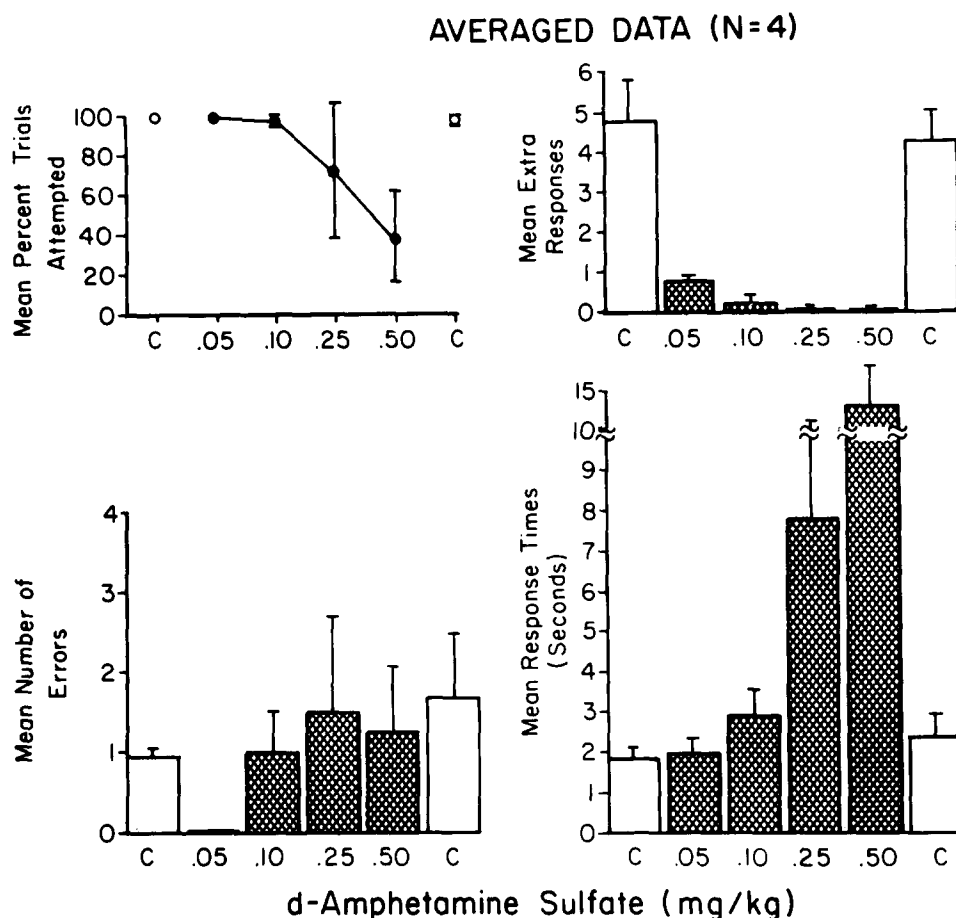 AVERAGED DATA (N=4)
Mean Percent Trials
Attempted
100
80
60
40
20
0
C .05 .10 .25 .50 C
Mean Extra
Responses
6
5
4
3
2
1
0
C .05 .10 .25 .50 C
Mean Number of
Errors
4
3
2
1
0
C .05 .10 .25 .50 C
Mean Response Times
(Seconds)
15
10
9
8
7
6
5
4
3
2
1
0
C .05 .10 .25 .50 C
d-Amphetamine Sulfate (mg/kg)